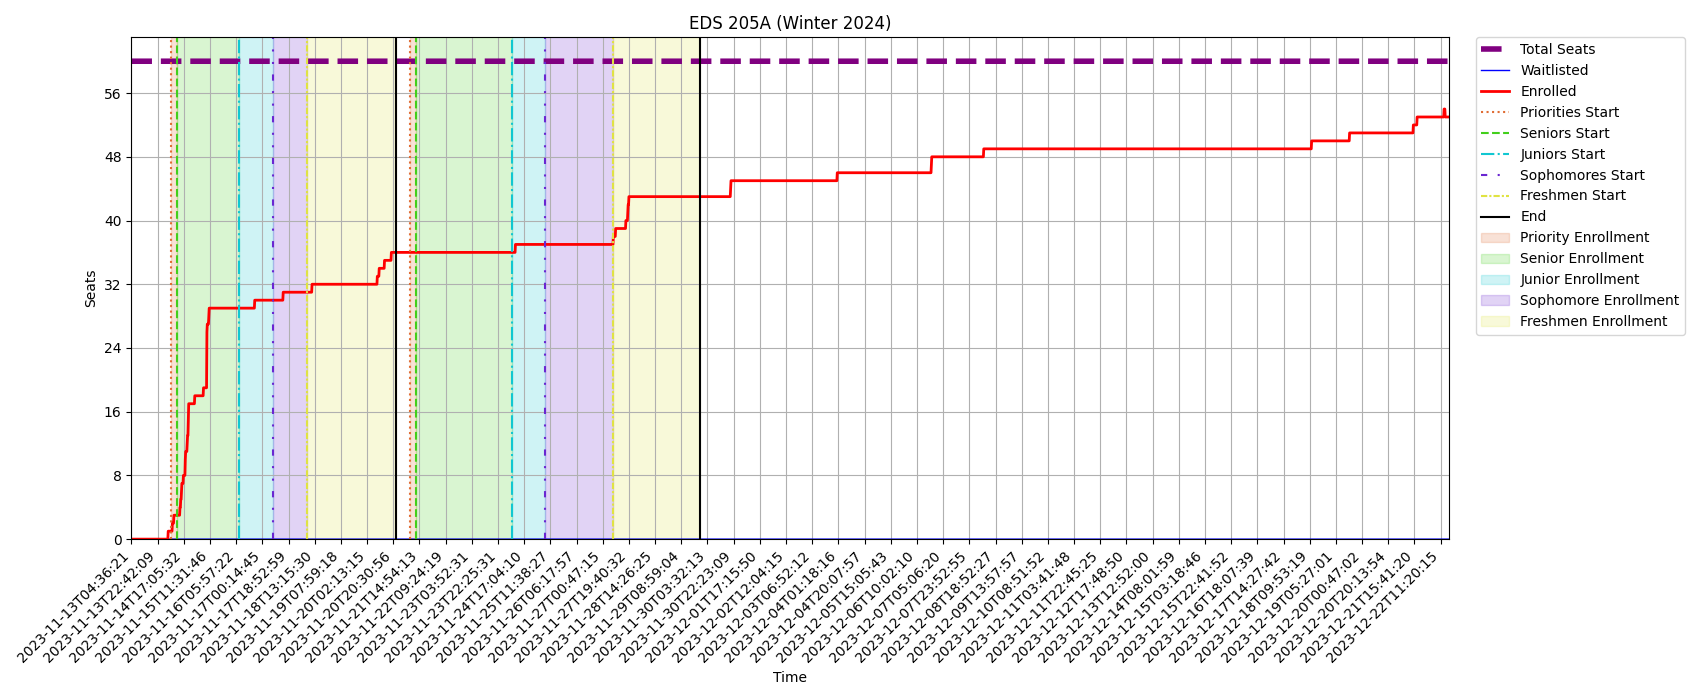 EDS 205A (Winter 2024)
Seats
56
48
40
32
24
16
8
0
2023-11-13T04:36:21
2023-11-13T22:42:09
2023-11-14T17:05:32
2023-11-15T11:31:46
2023-11-16T05:57:22
2023-11-17T00:14:45
2023-11-17T18:52:59
2023-11-18T13:15:30
2023-11-19T07:59:18
2023-11-20T02:13:15
2023-11-20T20:30:56
2023-11-21T14:54:13
2023-11-22T09:24:19
2023-11-23T03:52:31
2023-11-23T22:25:31
2023-11-24T17:04:10
2023-11-25T11:38:27
2023-11-26T06:17:57
2023-11-27T00:47:15
2023-11-27T19:40:32
2023-11-28T14:26:25
2023-11-29T08:59:04
2023-11-30T03:32:13
2023-11-30T22:23:09
2023-12-01T17:15:50
2023-12-02T12:04:15
2023-12-03T06:52:12
2023-12-04T01:18:16
2023-12-04T20:07:57
2023-12-05T15:05:43
2023-12-06T10:02:10
2023-12-07T05:06:20
2023-12-07T23:52:55
2023-12-08T18:52:27
2023-12-09T13:57:57
2023-12-10T08:51:52
2023-12-11T03:41:48
2023-12-11T22:45:25
2023-12-12T17:48:50
2023-12-13T12:52:00
2023-12-14T08:01:59
2023-12-15T03:18:46
2023-12-15T22:41:52
2023-12-16T18:07:39
2023-12-17T14:27:42
2023-12-18T09:53:19
2023-12-19T05:27:01
2023-12-20T00:47:02
2023-12-20T20:13:54
2023-12-21T15:41:20
2023-12-22T11:20:15
Time
Total Seats
Waitlisted
Enrolled
Priorities Start
Seniors Start
Juniors Start
Sophomores Start
Freshmen Start
End
Priority Enrollment
Senior Enrollment
Junior Enrollment
Sophomore Enrollment
Freshmen Enrollment